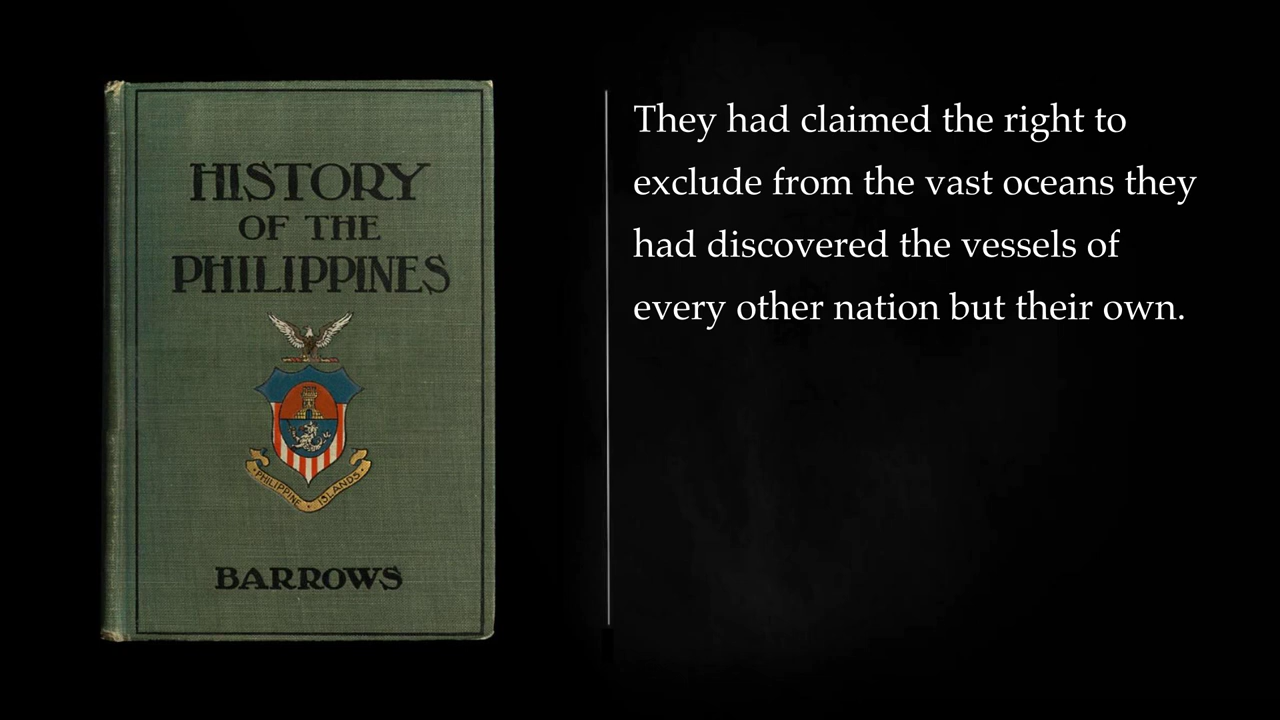 HISTORY
OF THE
PHILIPPINES
PHILIPPINE ISLANDS
BARROWS
They had claimed the right to
exclude from the vast oceans they
had discovered the vessels of
every other nation but their own.